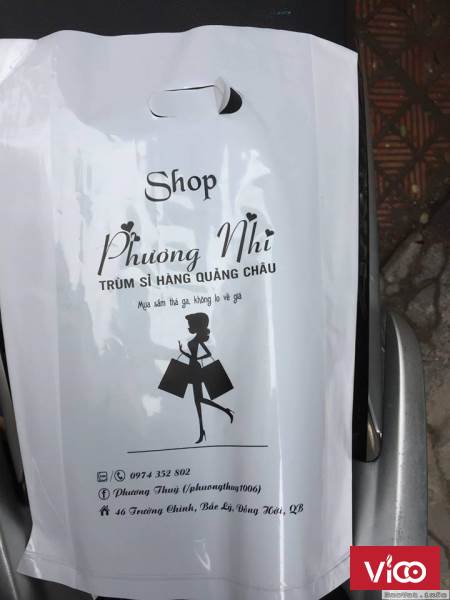 Shop
Phương Nhi
TRÙM SỈ HÀNG QUẢNG CHÂU
Mua sắm thả ga, không lo về giá
0974 352 802
Phương Thuý (/phuongthuy1006)
46 Trường Chinh, Bắc Lý, Đồng Hới, QB
ViCO